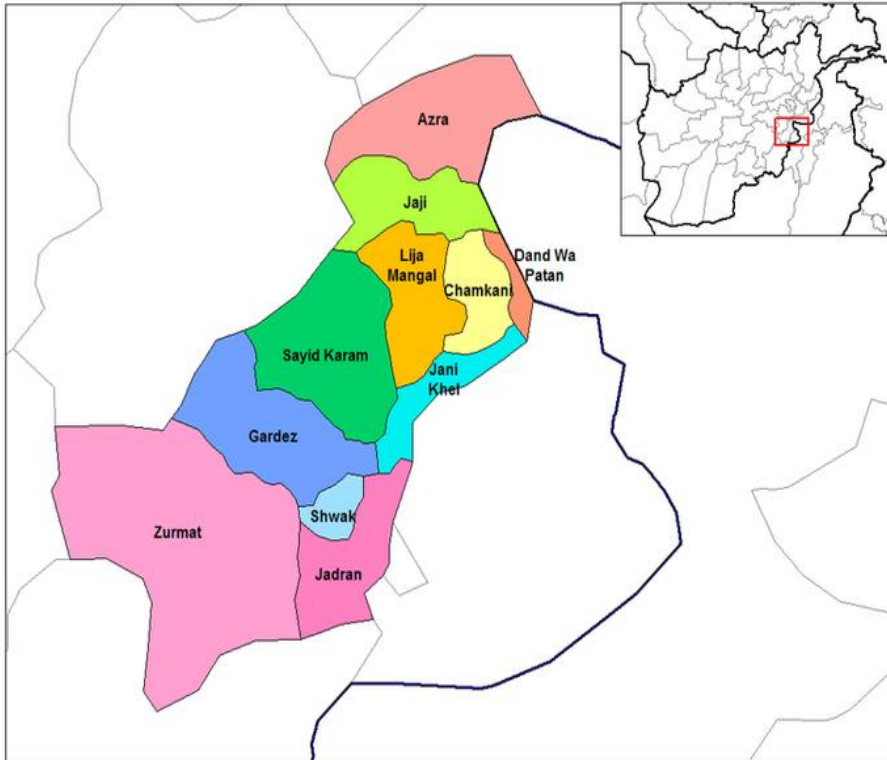 Azra
Jaji
Lija
Mangal
Dand Wa
Patan
Chamkani
Sayid Karam
Jani
Khel
Gardez
Shwak
Zurmat
Jadran